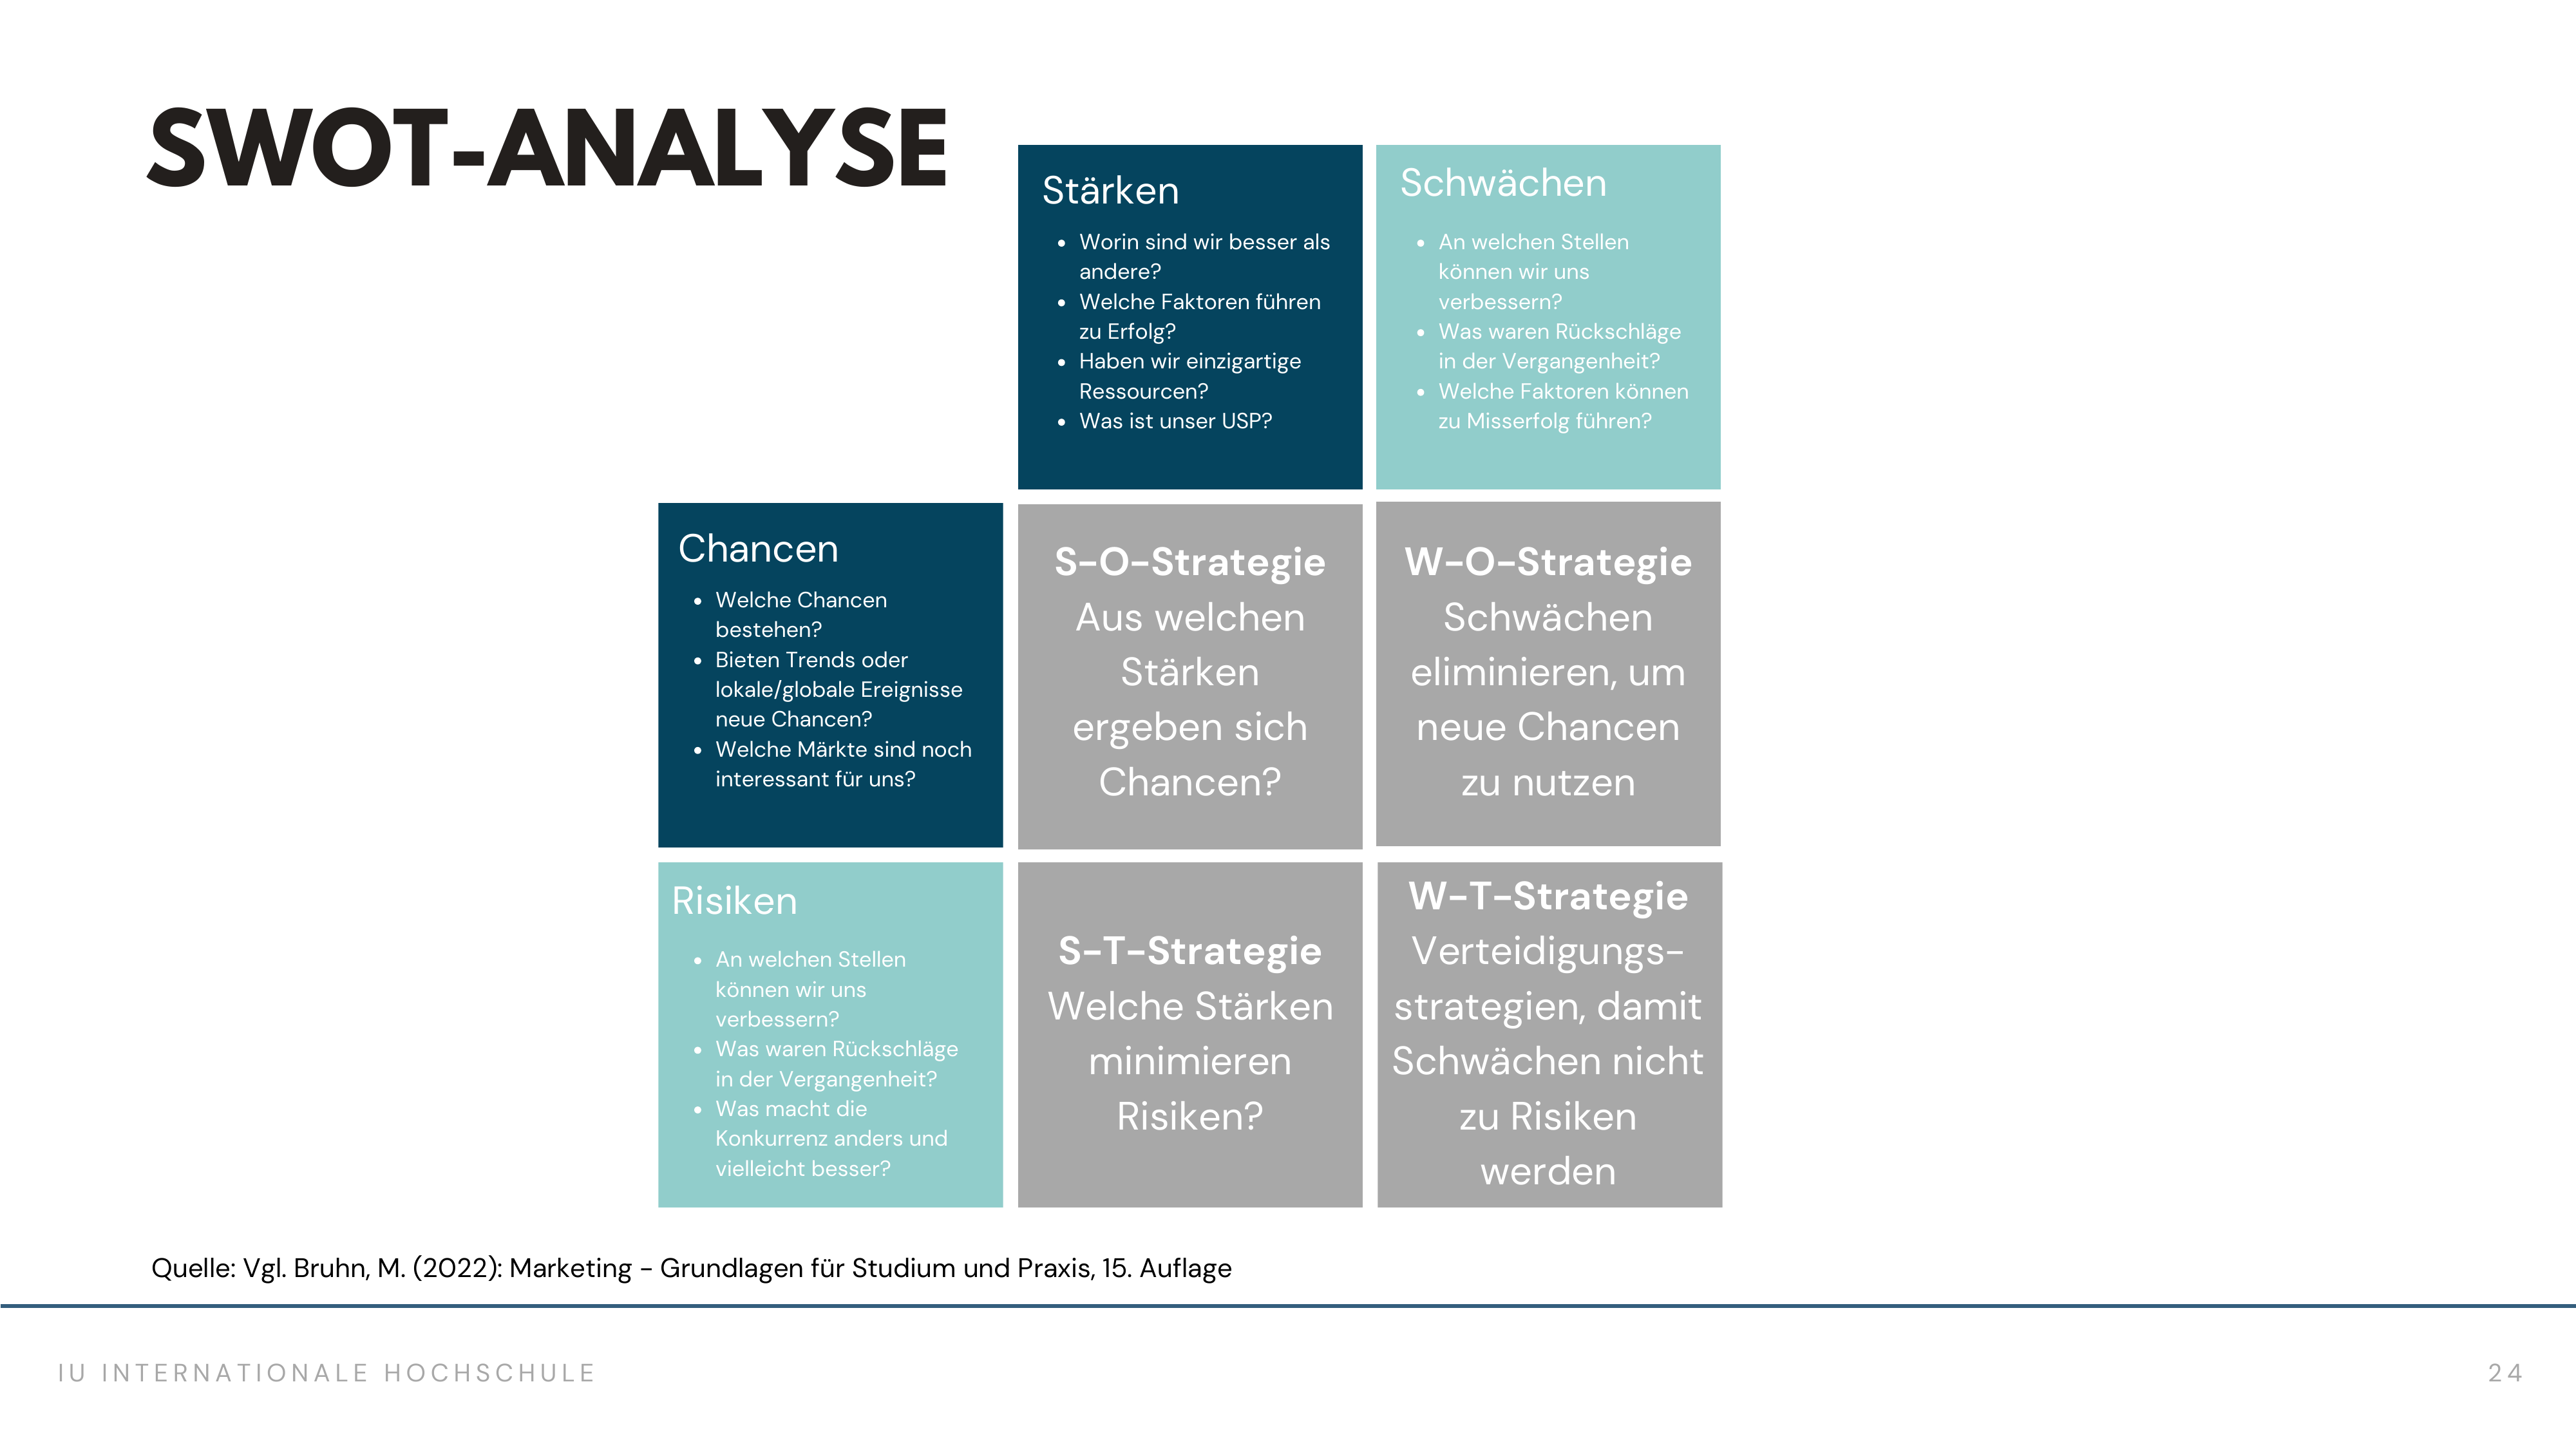 SWOT-ANALYSE
Stärken
• Worin sind wir besser als
andere?
• Welche Faktoren führen
zu Erfolg?
• Haben wir einzigartige
Ressourcen?
• Was ist unser USP?
Schwächen
• An welchen Stellen
können wir uns
verbessern?
• Was waren Rückschläge
in der Vergangenheit?
• Welche Faktoren können
zu Misserfolg führen?
Chancen
• Welche Chancen
bestehen?
• Bieten Trends oder
lokale/globale Ereignisse
neue Chancen?
• Welche Märkte sind noch
interessant für uns?
S-O-Strategie
Aus welchen
Stärken
ergeben sich
Chancen?
W-O-Strategie
Schwächen
eliminieren, um
neue Chancen
zu nutzen
Risiken
• An welchen Stellen
können wir uns
verbessern?
• Was waren Rückschläge
in der Vergangenheit?
• Was macht die
Konkurrenz anders und
vielleicht besser?
S-T-Strategie
Welche Stärken
minimieren
Risiken?
W-T-Strategie
Verteidigungs-
strategien, damit
Schwächen nicht
zu Risiken
werden
Quelle: Vgl. Bruhn, M. (2022): Marketing - Grundlagen für Studium und Praxis, 15. Auflage
IU INTERNATIONALE HOCHSCHULE
24